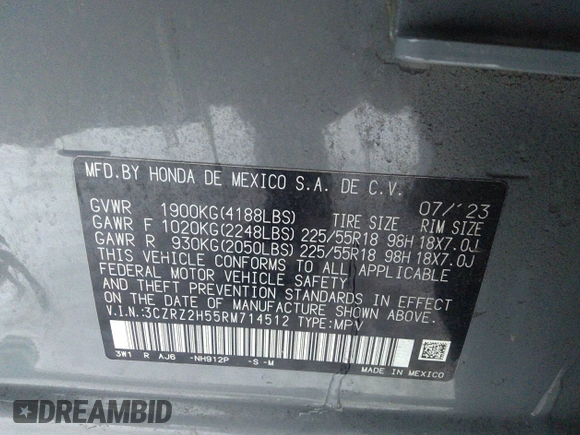 MFD.BY HONDA DE MEXICO S.A. DE C.V.
07/'23
GVWR 1900KG(4188LBS) TIRE SIZE RIM SIZE
GAWR F 1020KG(2248LBS) 225/55R18 98H 18X7.0J
GAWR R 930KG(2050LBS) 225/55R18 98H 18X7.0J
THIS VEHICLE CONFORMS TO ALL APPLICABLE
FEDERAL MOTOR VEHICLE SAFETY
AND THEFT PREVENTION STANDARDS IN EFFECT
ON THE DATE OF MANUFACTURE SHOWN ABOVE.
V.I.N.:3CZRZ2H55RM714512 TYPE:MPV
3W1 R AJ6 -NH912P -S -M
MADE IN MEXICO
DREAMBID